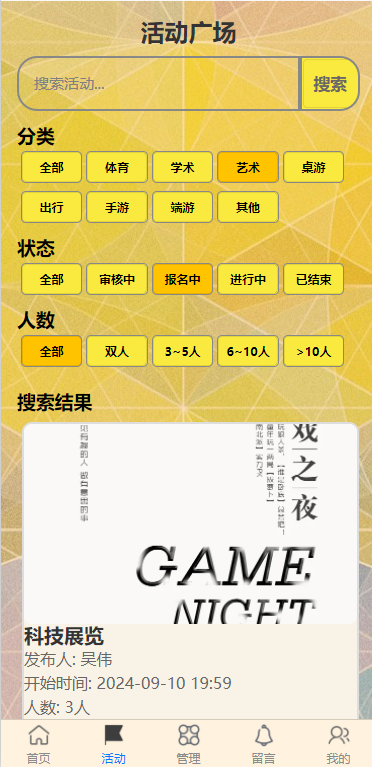 活动广场
搜索活动...
搜索
分类
全部 体育 学术 艺术 桌游
出行 手游 端游 其他
状态
全部 审核中 报名中 进行中 已结束
人数
全部 双人 3~5人 6~10人 >10人
搜索结果
戏之夜
GAME
NIGHT
科技展览
发布人: 吴伟
开始时间: 2024-09-10 19:59
人数: 3人
首页 活动 管理 留言 我的